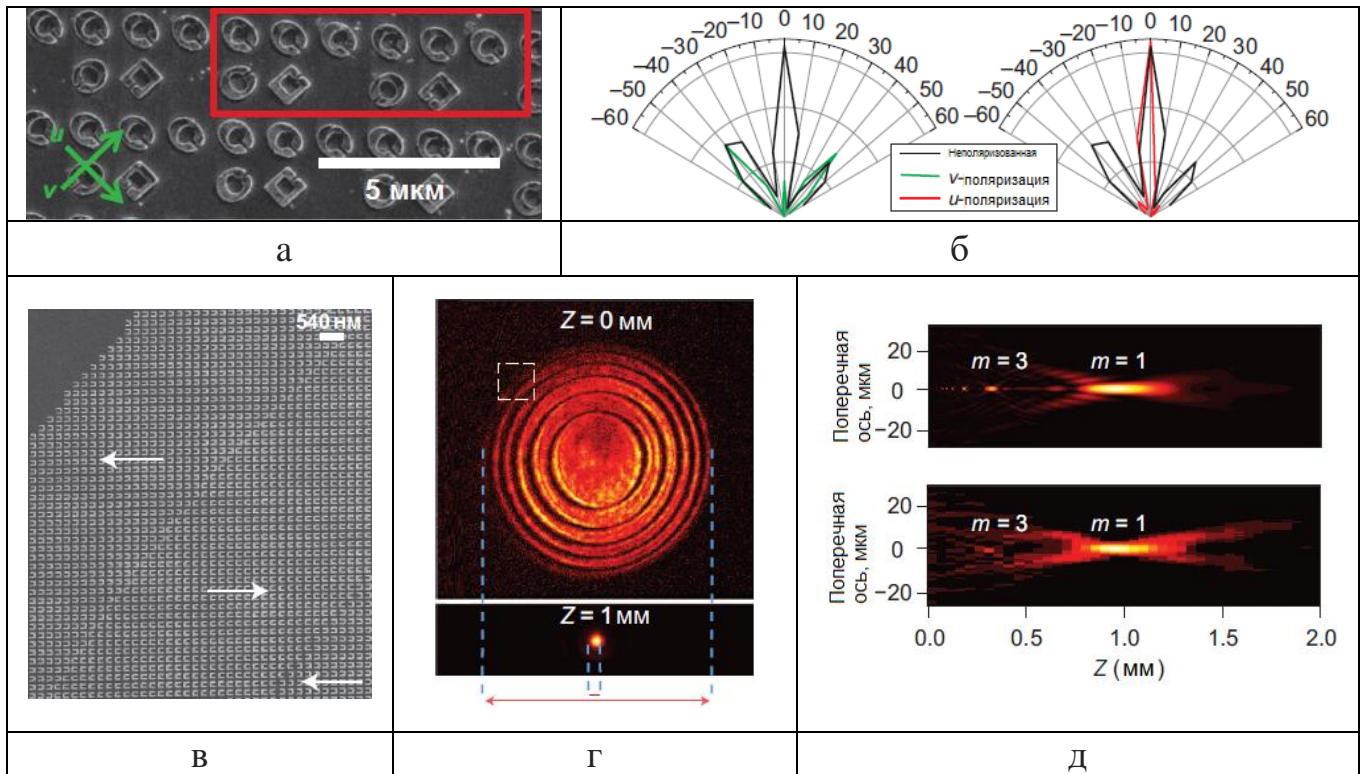 u
v
5 мкм
а
–60
–50
–40
–30
–20
–10
0
10
20
30
40
50
60
–60
–50
–40
–30
–20
–10
0
10
20
30
40
50
60
Неполяризованная
v-поляризация
u-поляризация
б
540 нм
в
Z = 0 мм
Z = 1 мм
г
Поперечная
ось, мкм
20
0
−20
m = 3
m = 1
Поперечная
ось, мкм
20
0
−20
m = 3
m = 1
0.0
0.5
1.0
1.5
2.0
Z (мм)
д